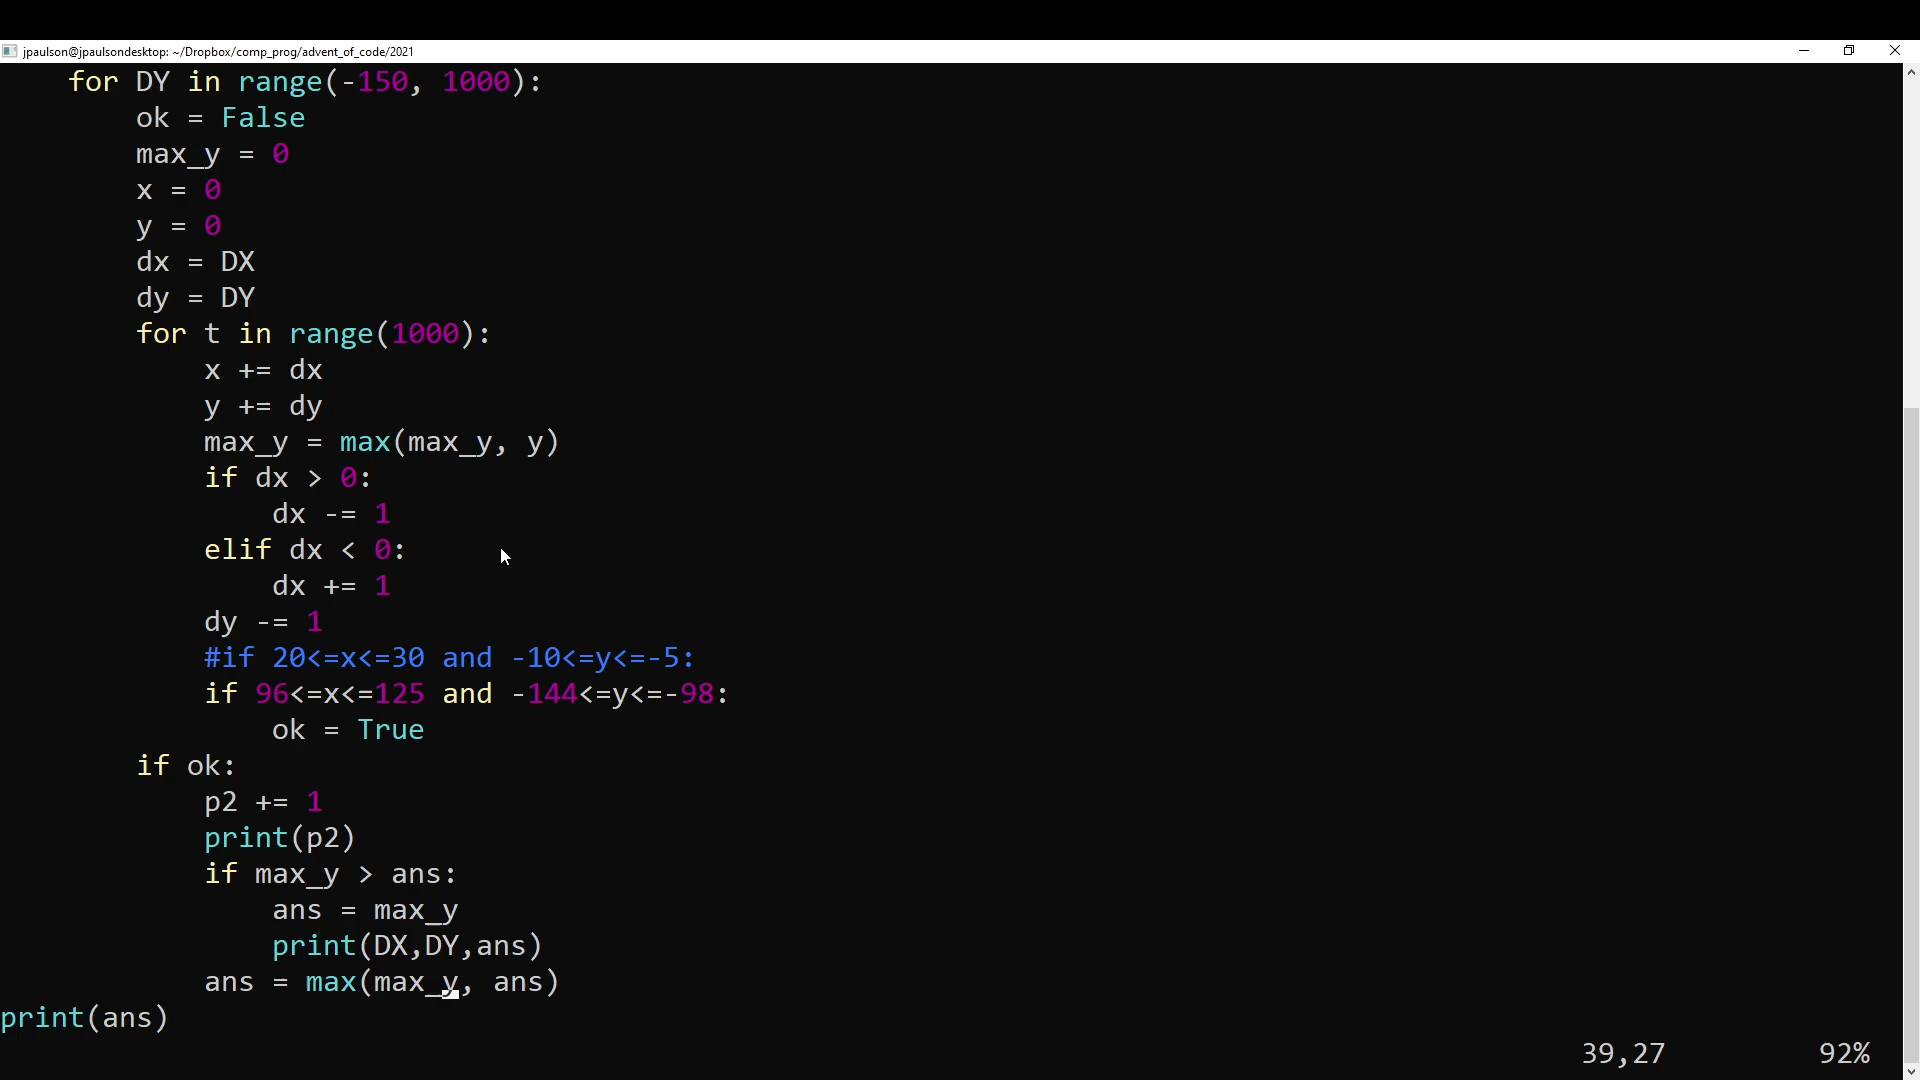 jpaulson@jpaulsondesktop: ~/Dropbox/comp_prog/advent_of_code/2021
for DY in range(-150, 1000):
ok = False
max_y = 0
x = 0
y = 0
dx = DX
dy = DY
for t in range(1000):
x += dx
y += dy
max_y = max(max_y, y)
if dx > 0:
dx -= 1
elif dx < 0:
dx += 1
dy -= 1
#if 20<=x<=30 and -10<=y<=-5:
if 96<=x<=125 and -144<=y<=-98:
ok = True
if ok:
p2 += 1
print(p2)
if max_y > ans:
ans = max_y
print(DX,DY,ans)
ans = max(max_y, ans)
print(ans)
39,27 92%